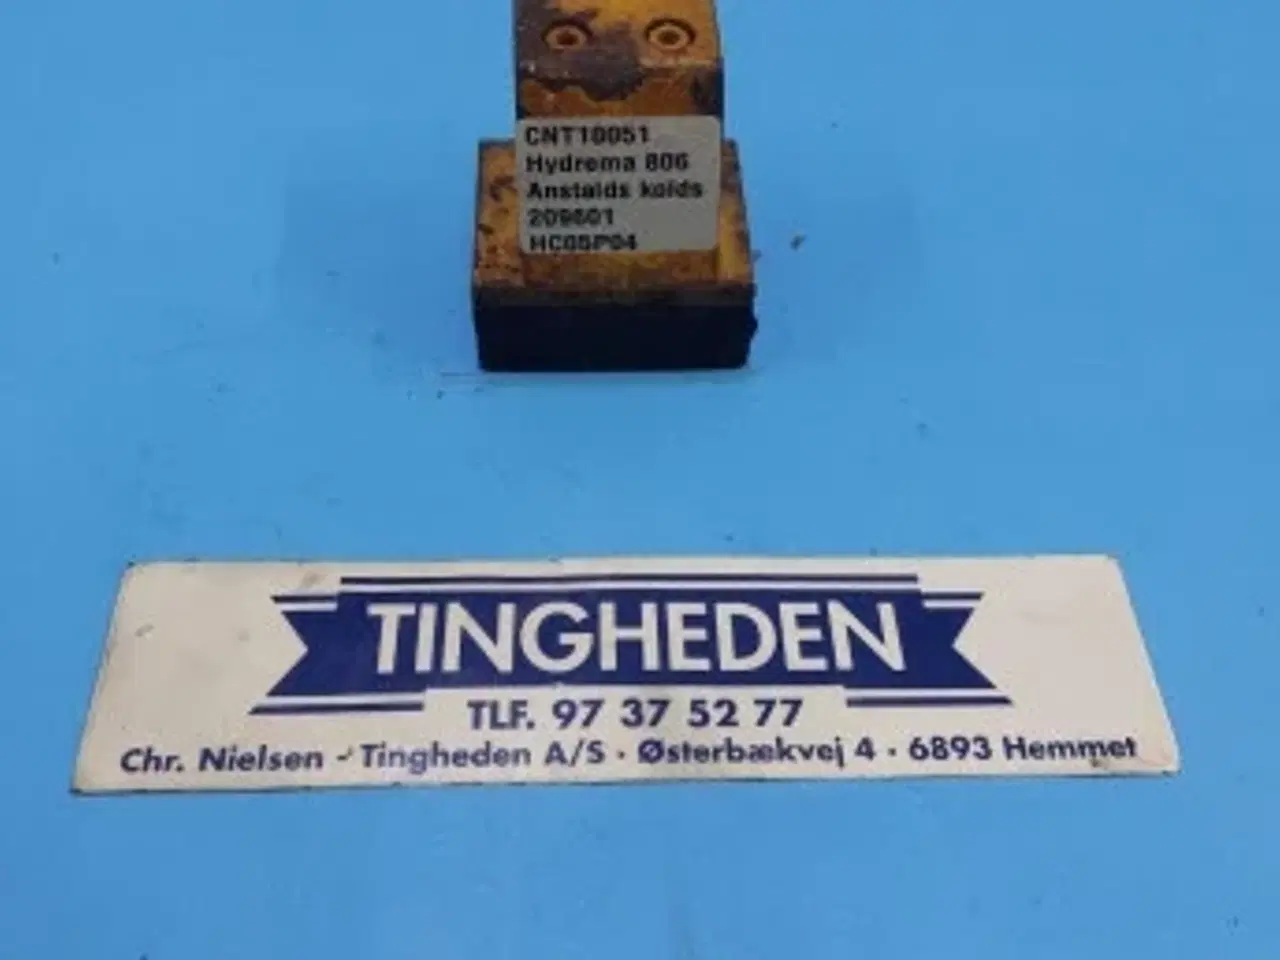 CNT10051
Hydrema 806
Anstalds kolds
209601
HC05P04
TINGHEDEN
TLF. 97 37 52 77
Chr. Nielsen - Tingheden A/S · Østerbækvej 4 · 6893 Hemmet